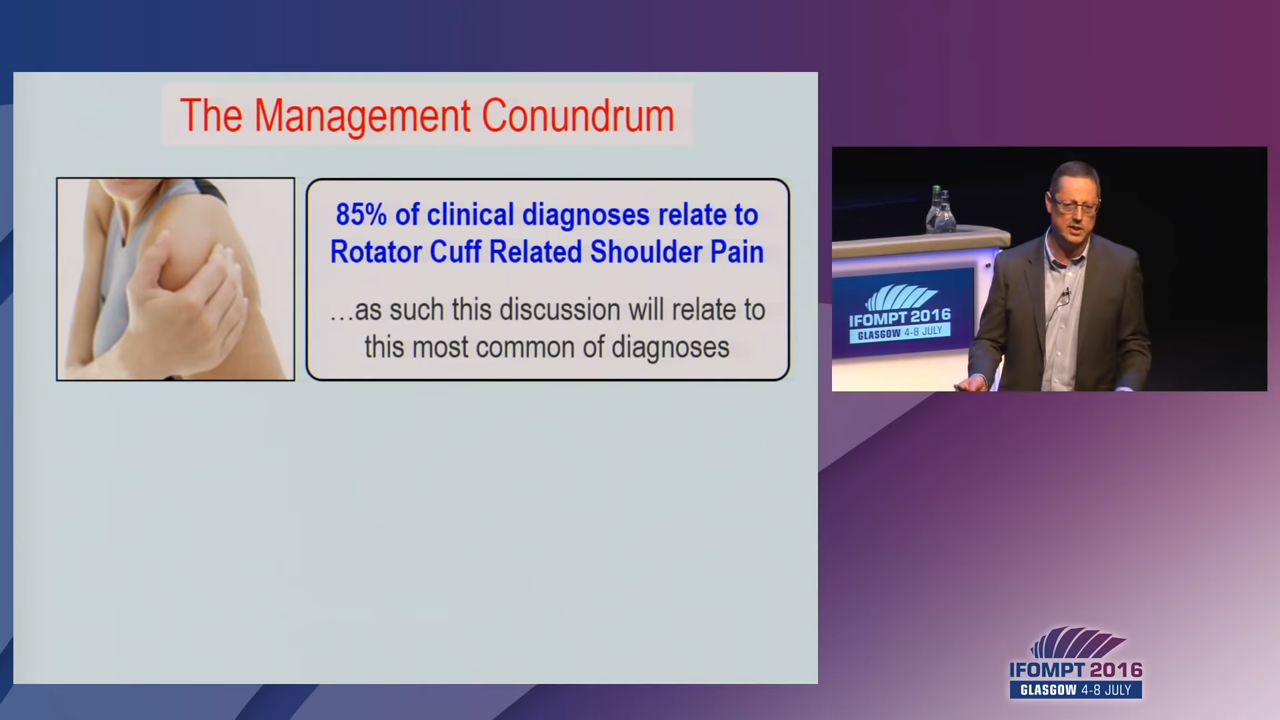 The Management Conundrum
85% of clinical diagnoses relate to
Rotator Cuff Related Shoulder Pain
…as such this discussion will relate to
this most common of diagnoses
IFOMPT 2016
GLASGOW 4-8 JULY
IFOMPT 2016
GLASGOW 4-8 JULY